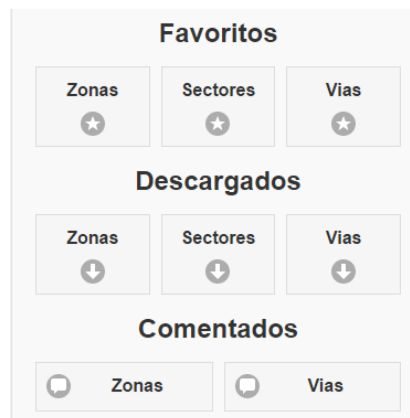 Favoritos
Zonas Sectores Vias
Descargados
Zonas Sectores Vias
Comentados
Zonas Vias